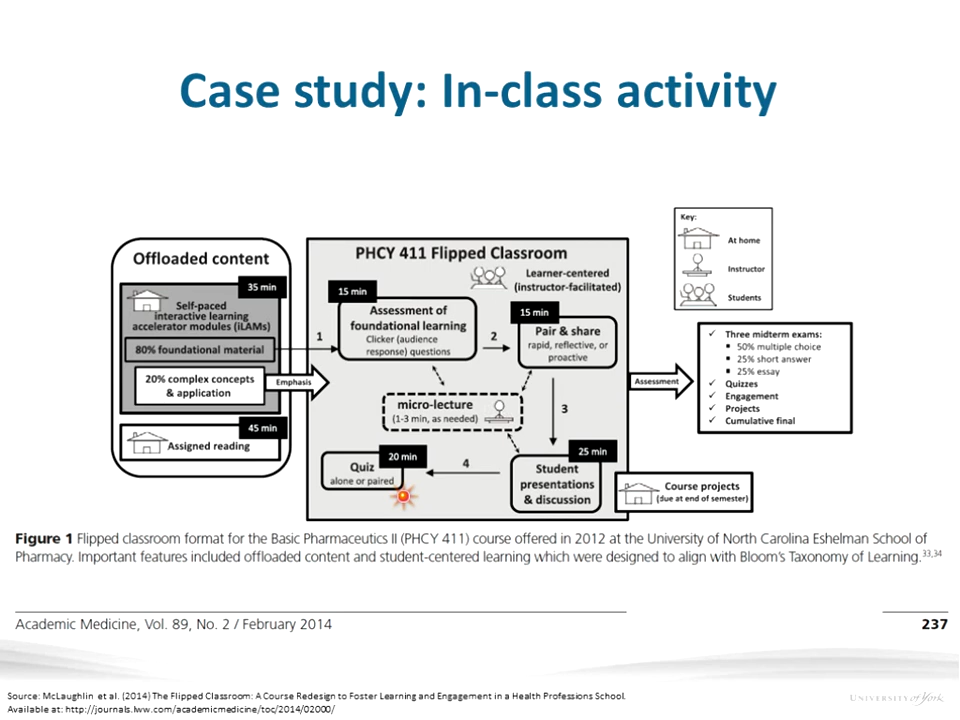 Case study: In-class activity
Key:
At home
Instructor
Students
Offloaded content
35 min
Self-paced
interactive learning
accelerator modules (iLAMs)
80% foundational material
20% complex concepts
& application
45 min
Assigned reading
Emphasis
PHCY 411 Flipped Classroom
Learner-centered
(instructor-facilitated)
15 min
Assessment of
foundational learning
Clicker (audience
response) questions
1
2
15 min
Pair & share
rapid, reflective, or
proactive
micro-lecture
(1-3 min, as needed)
3
25 min
Student
presentations
& discussion
4
20 min
Quiz
alone or paired
Assessment
✓ Three midterm exams:
▪ 50% multiple choice
▪ 25% short answer
▪ 25% essay
✓ Quizzes
✓ Engagement
✓ Projects
✓ Cumulative final
Course projects
(due at end of semester)
Figure 1 Flipped classroom format for the Basic Pharmaceutics II (PHCY 411) course offered in 2012 at the University of North Carolina Eshelman School of
Pharmacy. Important features included offloaded content and student-centered learning which were designed to align with Bloom's Taxonomy of Learning.33,34
Academic Medicine, Vol. 89, No. 2 / February 2014
237
Source: McLaughlin et al. (2014) The Flipped Classroom: A Course Redesign to Foster Learning and Engagement in a Health Professions School.
Available at: http://journals.lww.com/academicmedicine/toc/2014/02000/
UNIVERSITY of York